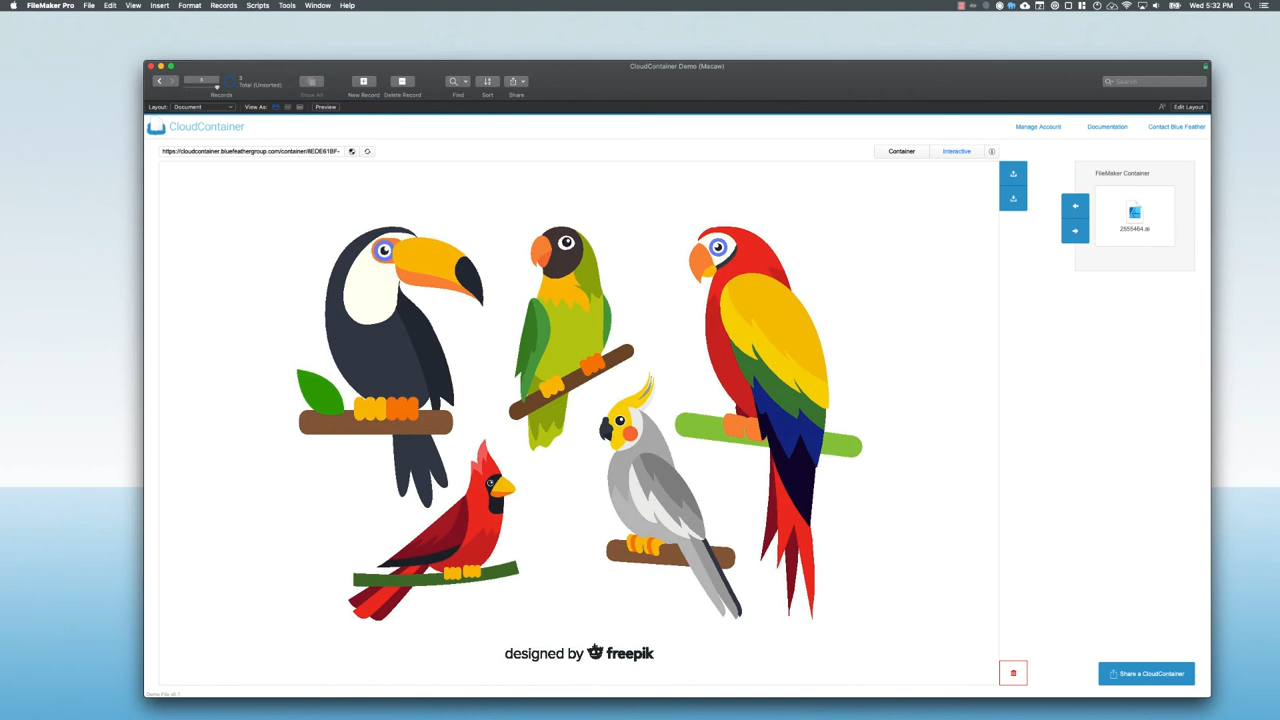 FileMaker Pro File Edit View Insert Format Records Scripts Tools Window Help Wed 5:32 PM
CloudContainer Demo (Macaw)
6 3 Total (Unsorted)
Search
Records Show All New Record Delete Record Find Sort Share
Layout: Document View As: Preview Edit Layout
CloudContainer Manage Account Documentation Contact Blue Feather
https://cloudcontainer.bluefeathergroup.com/container/8EDE61BF- Container Interactive
FileMaker Container
2555464.ai
designed by freepik
Share a CloudContainer